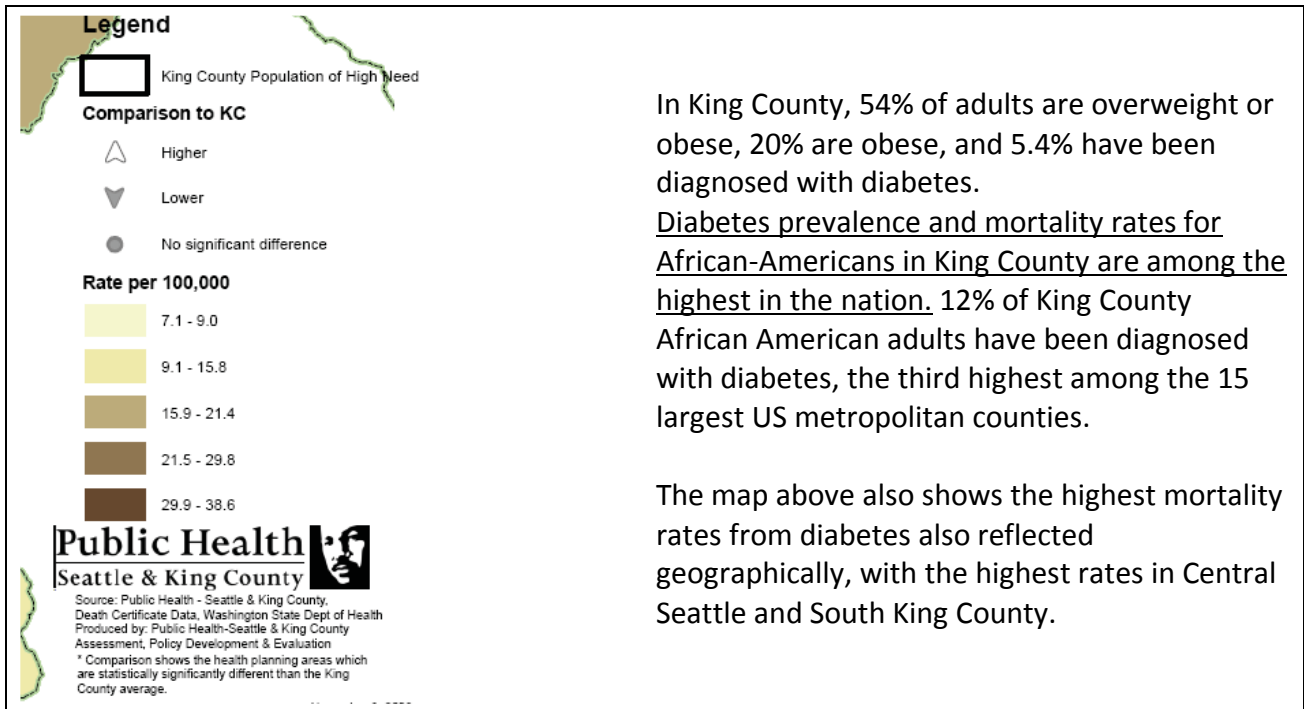 Legend
King County Population of High Need
Comparison to KC
Higher
Lower
No significant difference
Rate per 100,000
7.1 - 9.0
9.1 - 15.8
15.9 - 21.4
21.5 - 29.8
29.9 - 38.6
Public Health
Seattle & King County
Source: Public Health - Seattle & King County,
Death Certificate Data, Washington State Dept of Health
Produced by: Public Health-Seattle & King County
Assessment, Policy Development & Evaluation
* Comparison shows the health planning areas which
are statistically significantly different than the King
County average.
In King County, 54% of adults are overweight or
obese, 20% are obese, and 5.4% have been
diagnosed with diabetes.
Diabetes prevalence and mortality rates for
African-Americans in King County are among the
highest in the nation. 12% of King County
African American adults have been diagnosed
with diabetes, the third highest among the 15
largest US metropolitan counties.
The map above also shows the highest mortality
rates from diabetes also reflected
geographically, with the highest rates in Central
Seattle and South King County.